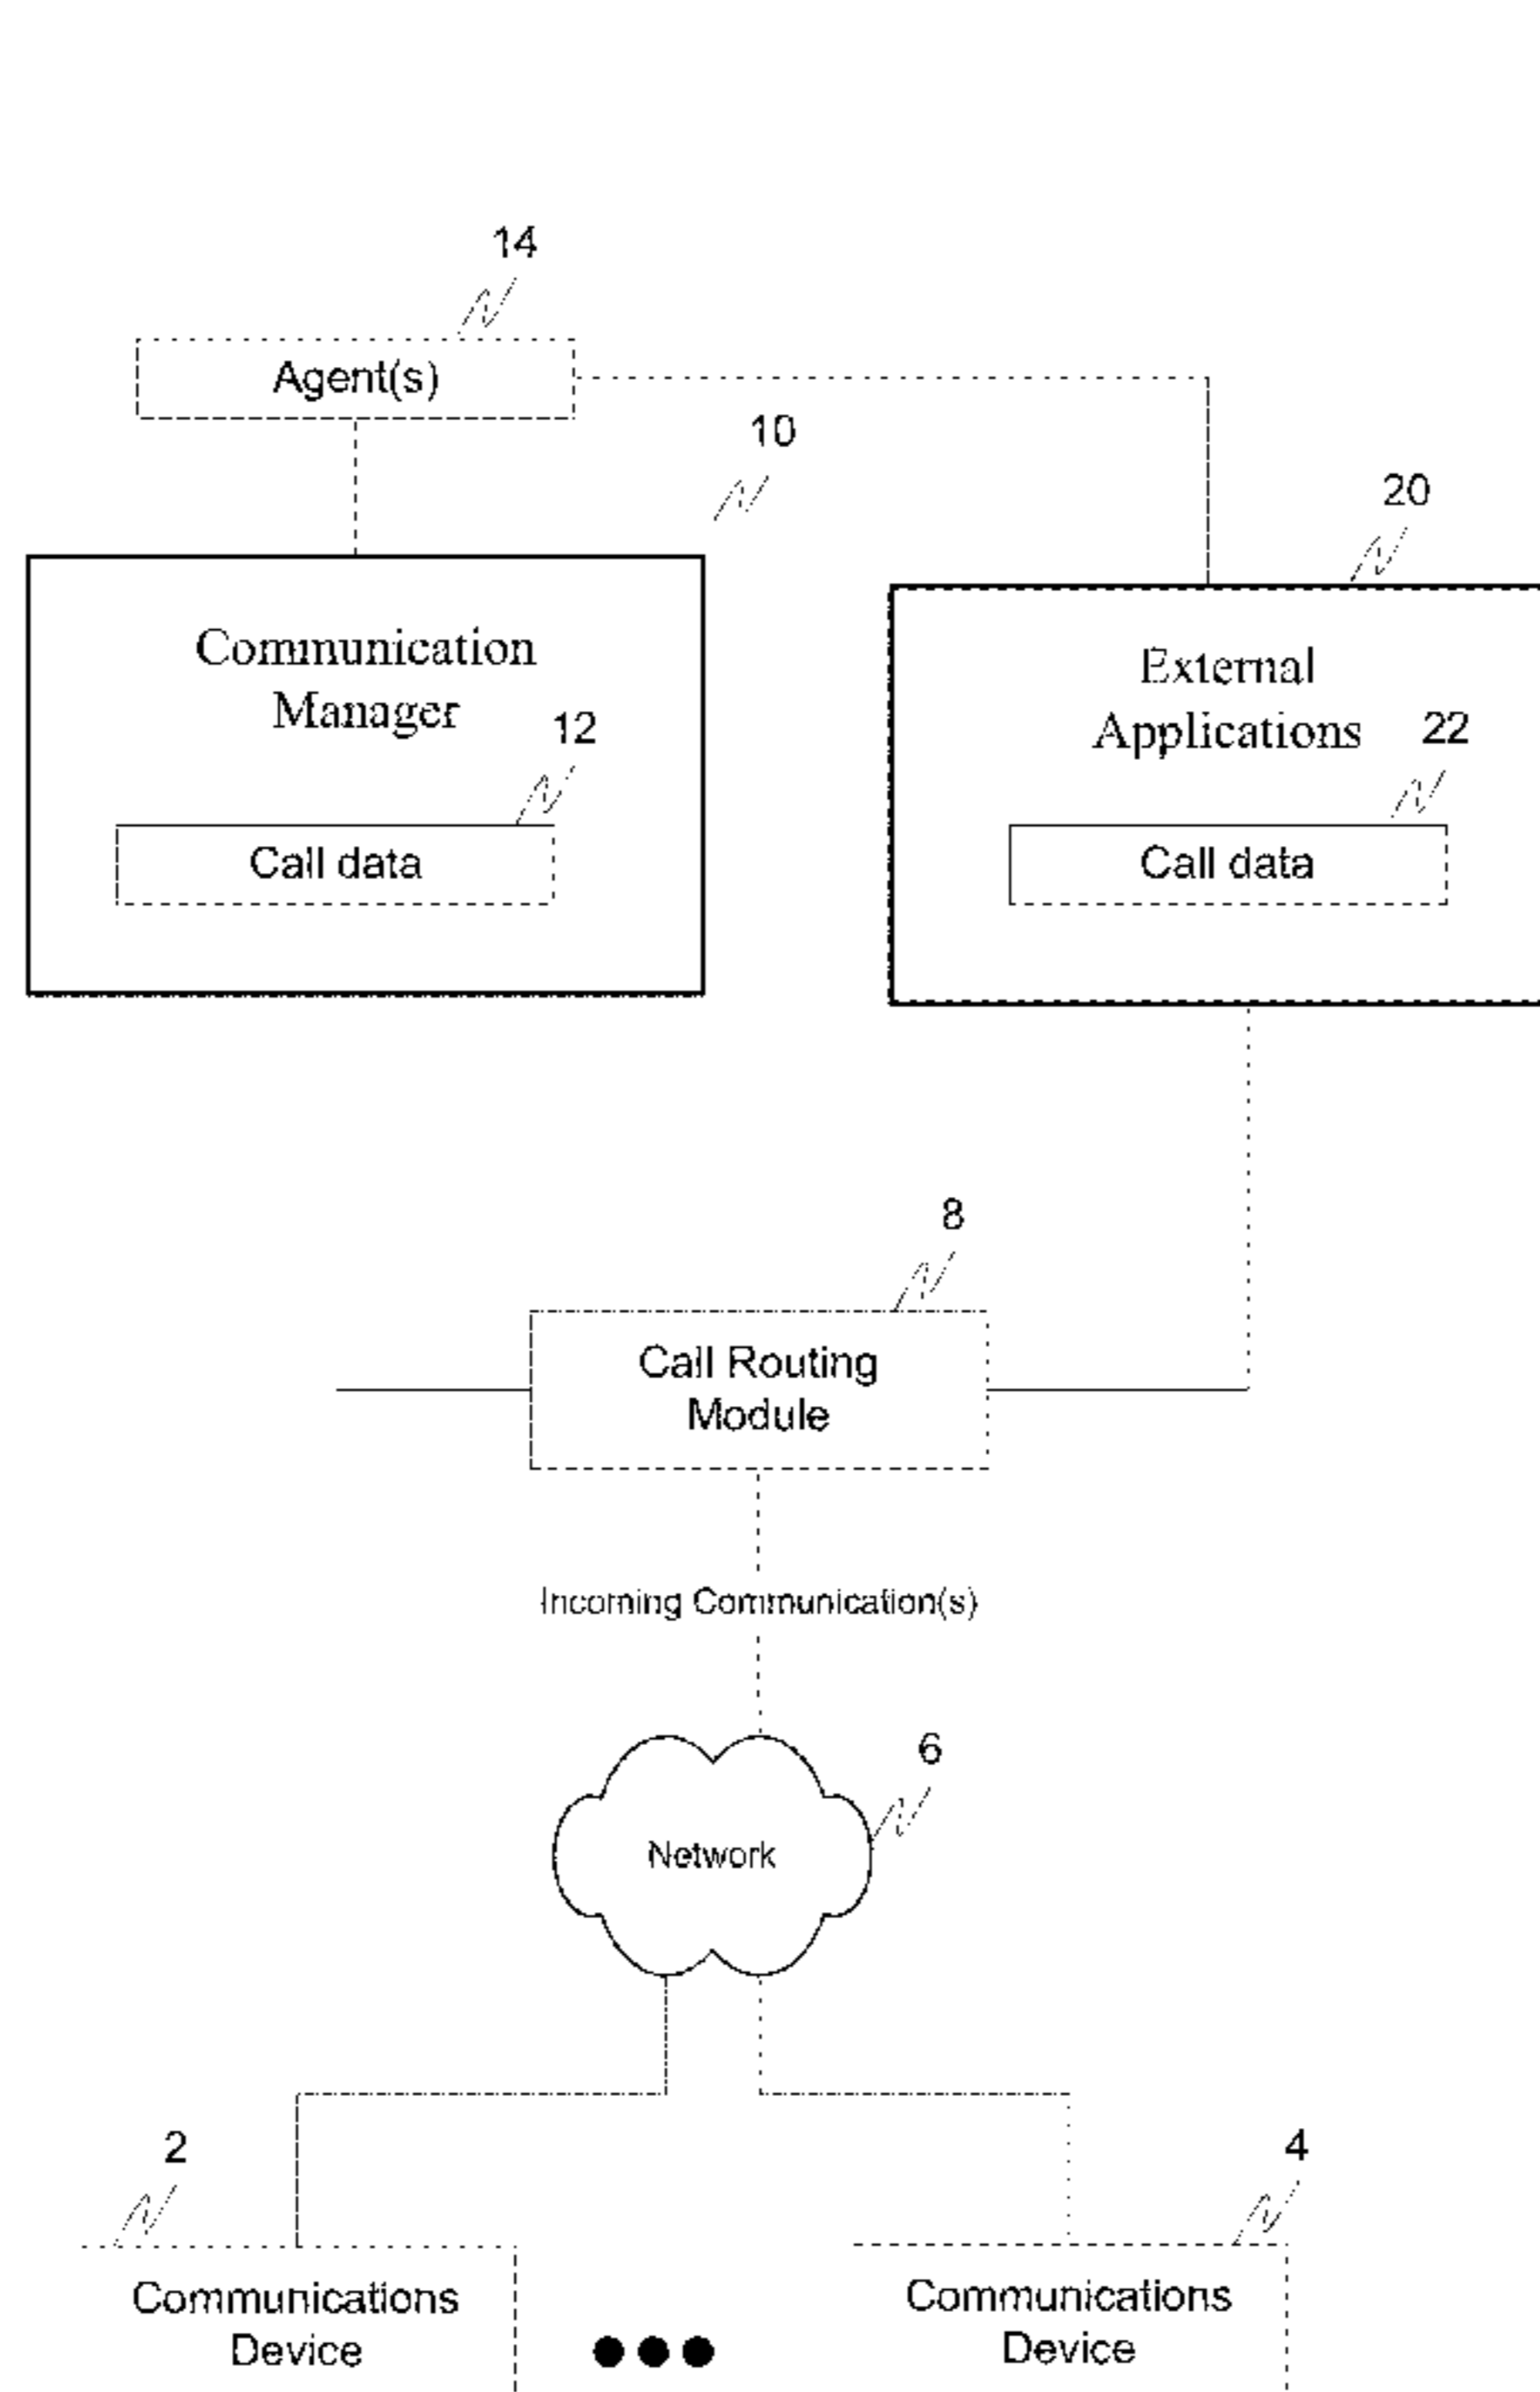 14
Agent(s)
10
20
Communication
Manager
12
External
Applications
22
Call data
Call data
8
Call Routing
Module
Incoming Communication(s)
6
Network
2
4
Communications
Device
Communications
Device